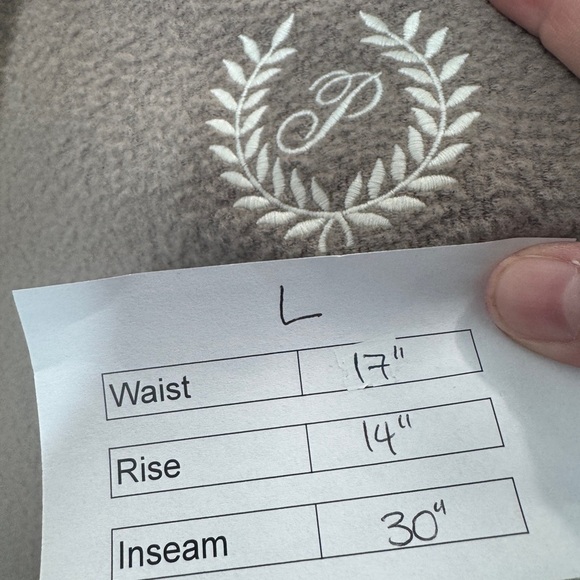 P
L
Waist 17"
Rise 14"
Inseam 30"